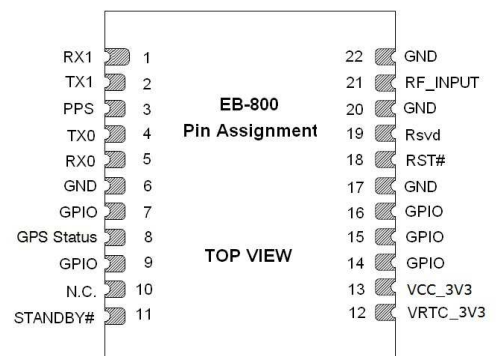 RX1 1 22 GND
TX1 2 21 RF_INPUT
PPS 3 EB-800 20 GND
TX0 4 Pin Assignment 19 Rsvd
RX0 5 18 RST#
GND 6 17 GND
GPIO 7 16 GPIO
GPS Status 8 TOP VIEW 15 GPIO
GPIO 9 14 GPIO
N.C. 10 13 VCC_3V3
STANDBY# 11 12 VRTC_3V3